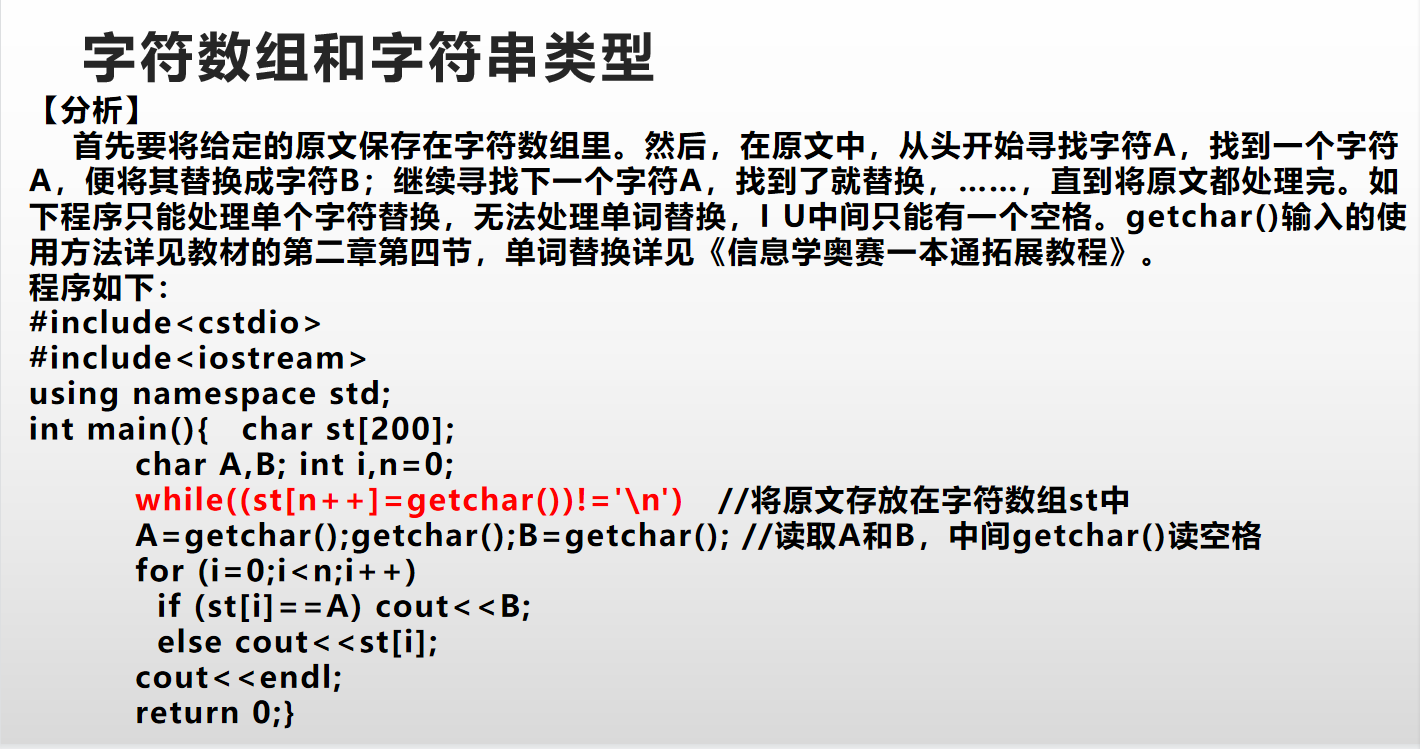 字符数组和字符串类型
【分析】
首先要将给定的原文保存在字符数组里。然后，在原文中，从头开始寻找字符A，找到一个字符
A，便将其替换成字符B；继续寻找下一个字符A，找到了就替换，……，直到将原文都处理完。如
下程序只能处理单个字符替换，无法处理单词替换，I U中间只能有一个空格。getchar()输入的使
用方法详见教材的第二章第四节，单词替换详见《信息学奥赛一本通拓展教程》。
程序如下：
#include<cstdio>
#include<iostream>
using namespace std;
int main(){ char st[200];
char A,B; int i,n=0;
while((st[n++]=getchar())!='\n') //将原文存放在字符数组st中
A=getchar();getchar();B=getchar(); //读取A和B，中间getchar()读空格
for (i=0;i<n;i++)
if (st[i]==A) cout<<B;
else cout<<st[i];
cout<<endl;
return 0;}